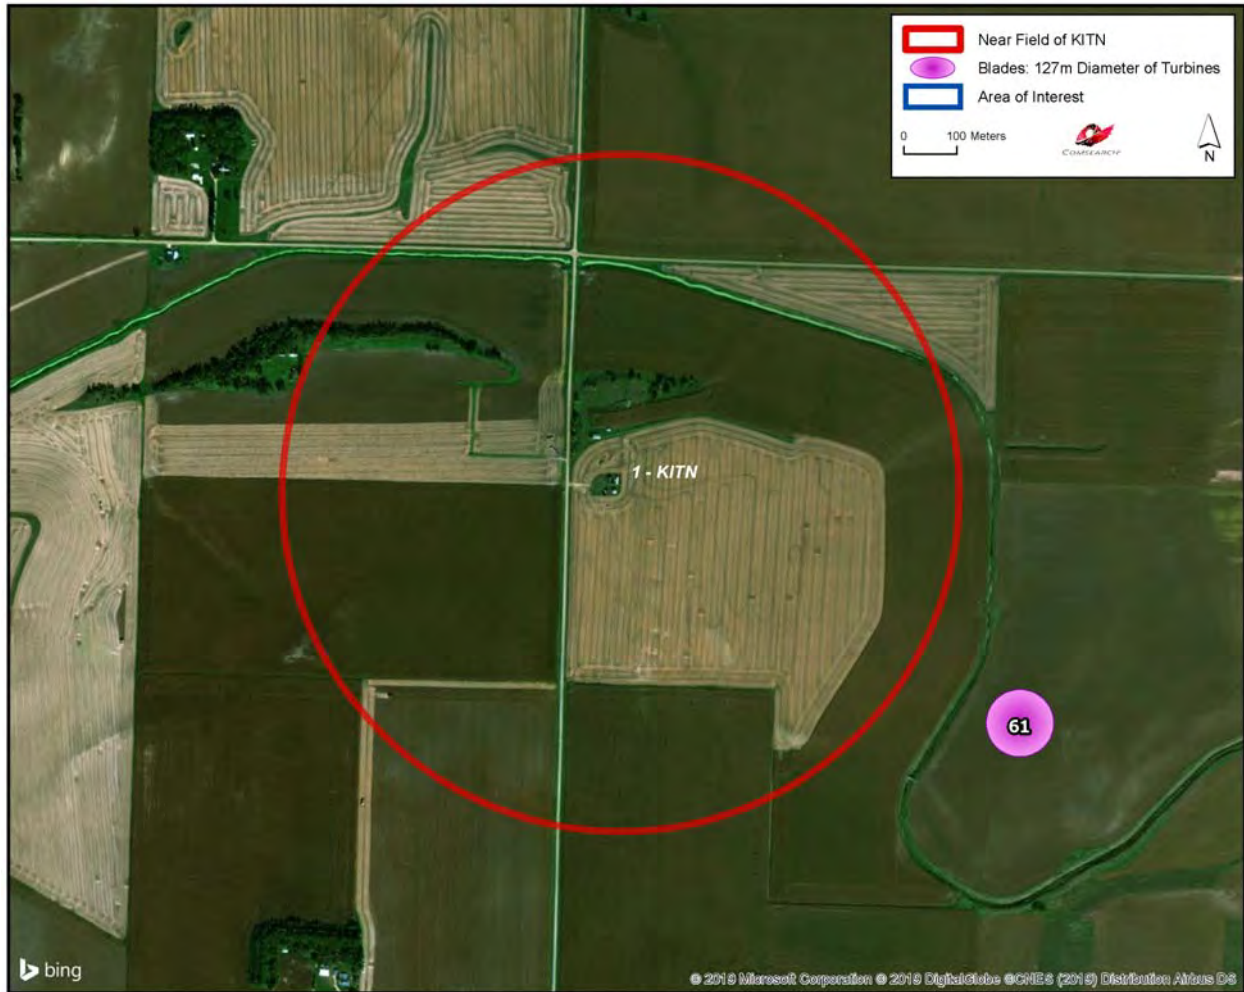 Near Field of KITN
Blades: 127m Diameter of Turbines
Area of Interest
0 100 Meters
COMSEARCH
N
1 - KITN
61
bing
© 2019 Microsoft Corporation © 2019 DigitalGlobe ©CNES (2019) Distribution Airbus DS